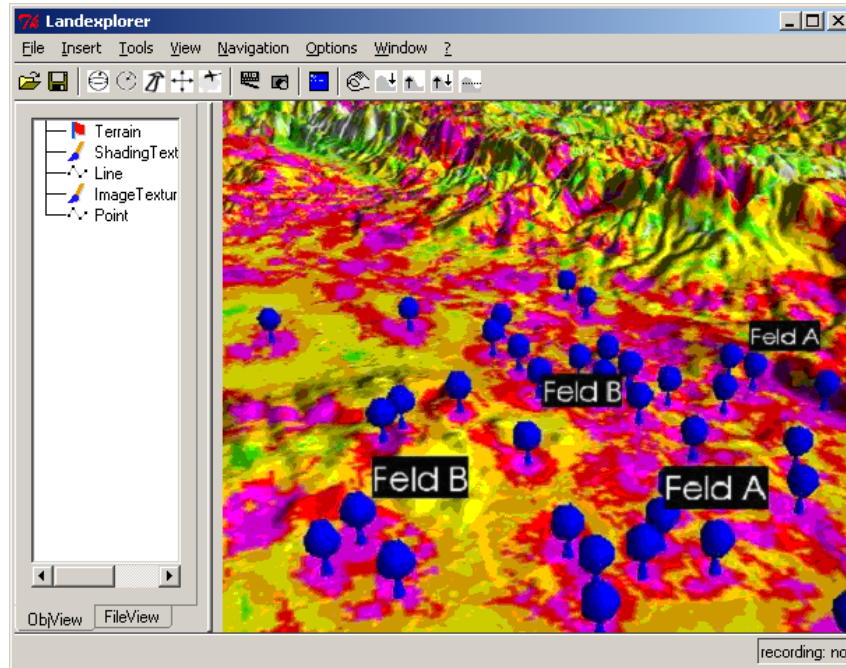 Landexplorer
File Insert Tools View Navigation Options Window ?
Terrain
ShadingText
Line
ImageTextur
Point
Feld A
Feld B
Feld B
Feld A
ObjView FileView
recording: no